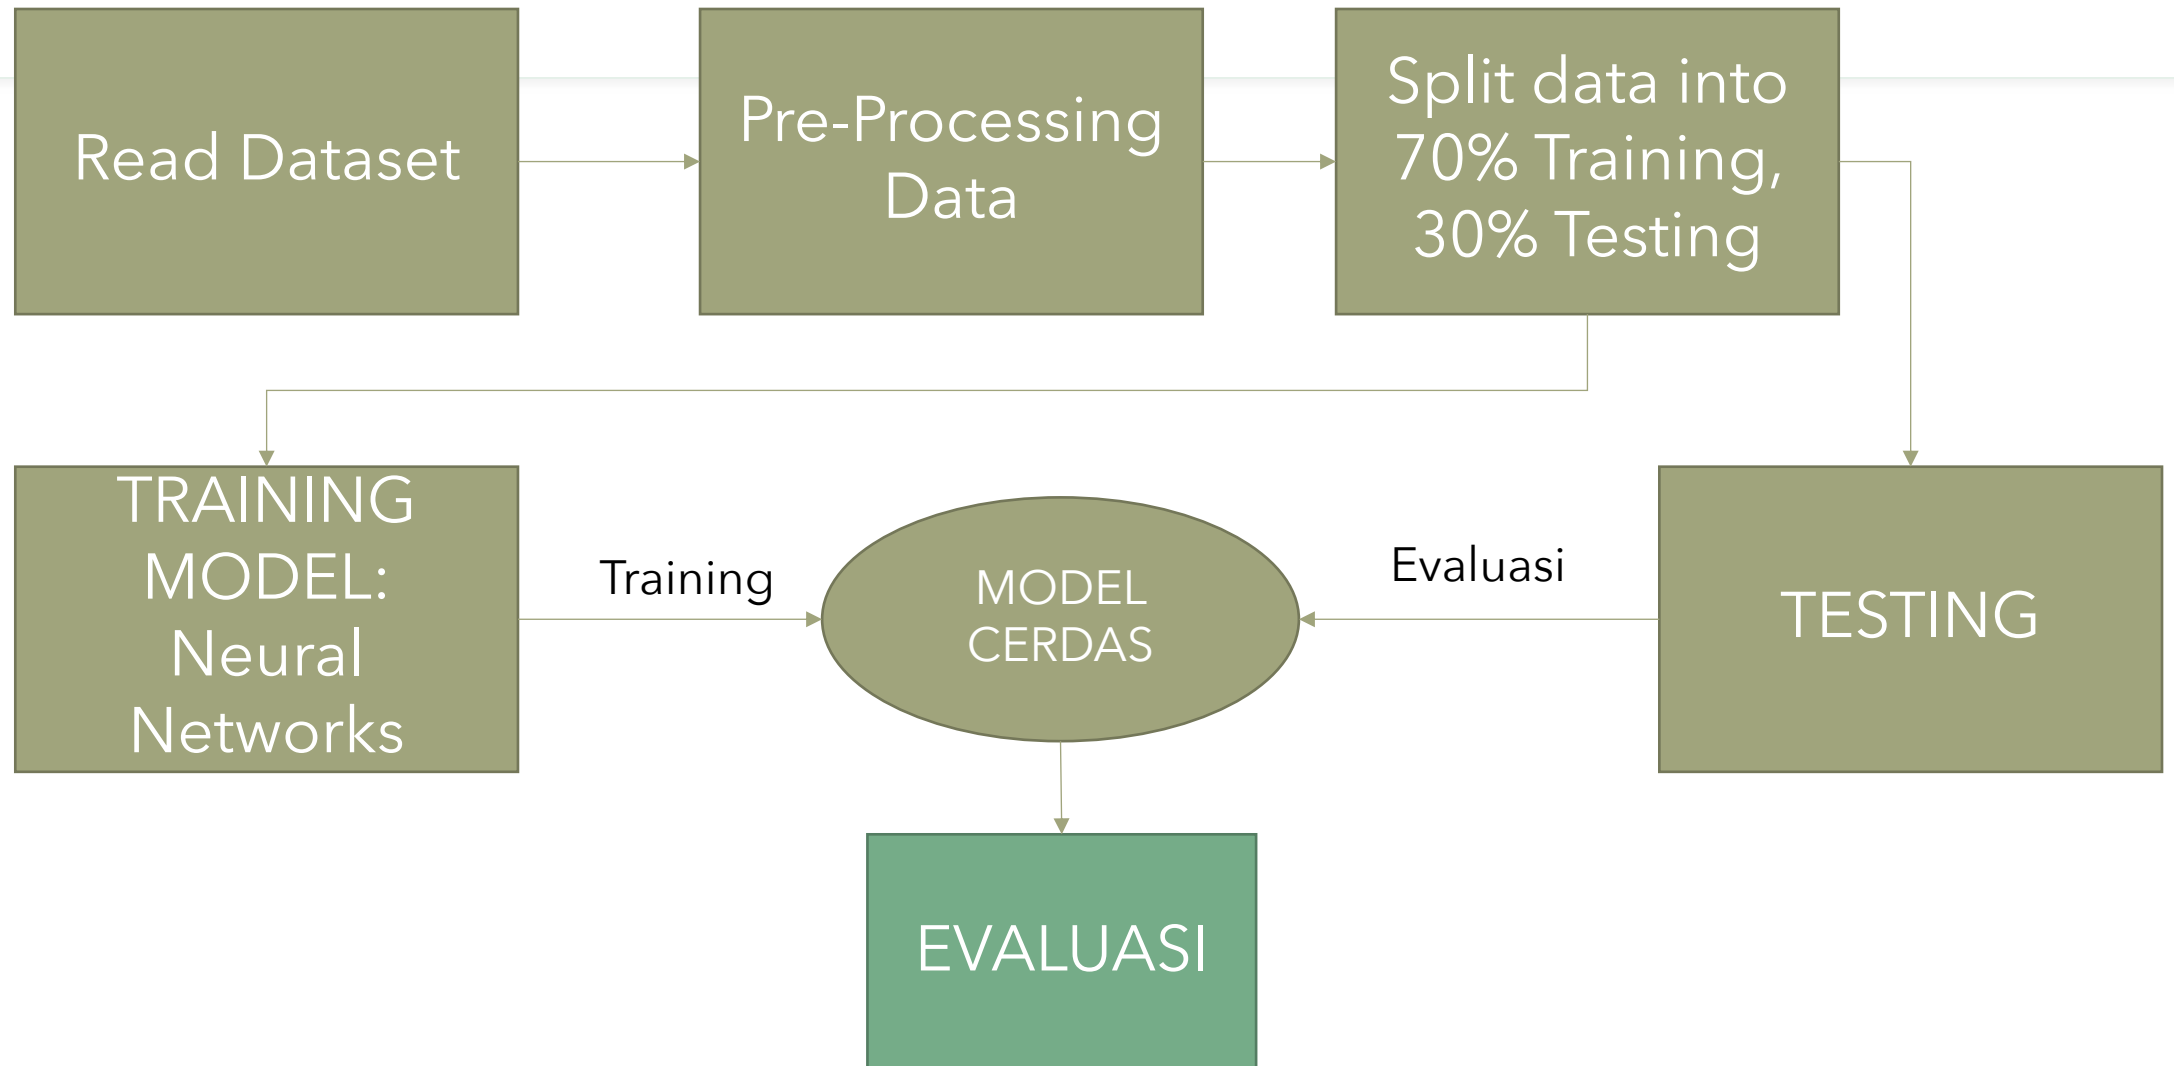 Read Dataset
Pre-Processing
Data
Split data into
70% Training,
30% Testing
TRAINING
MODEL:
Neural
Networks
Training
MODEL
CERDAS
Evaluasi
TESTING
EVALUASI